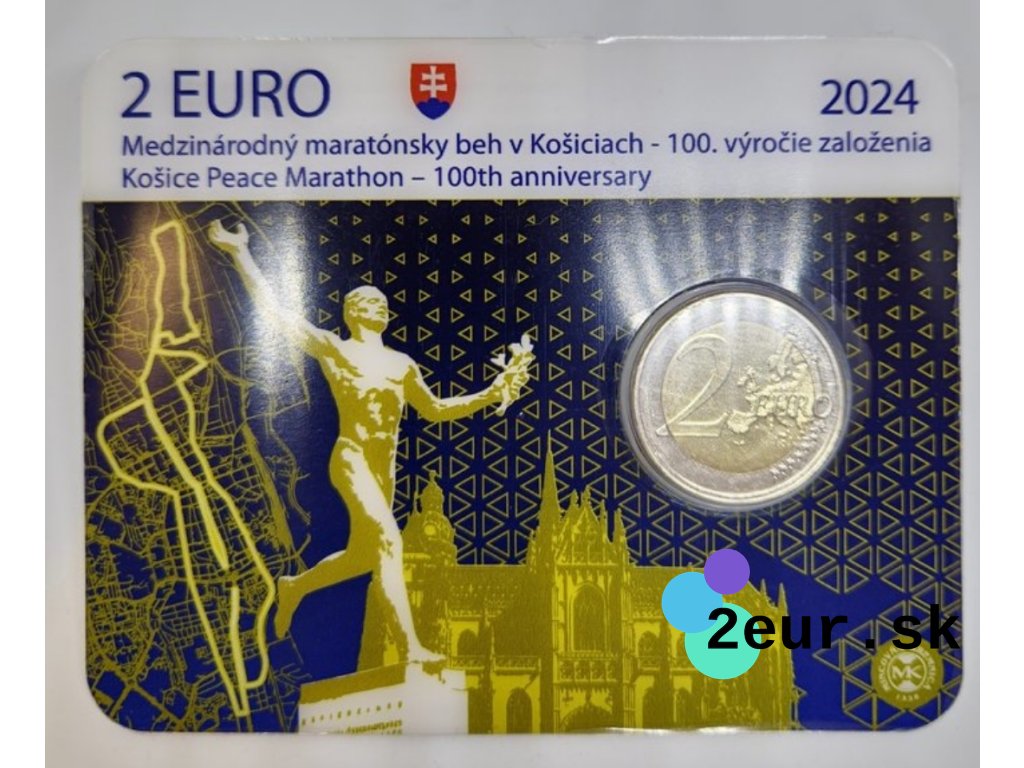 2 EURO
2024
Medzinárodný maratónsky beh v Košiciach - 100. výročie založenia
Košice Peace Marathon – 100th anniversary
2 EURO
2eur.sk
MK